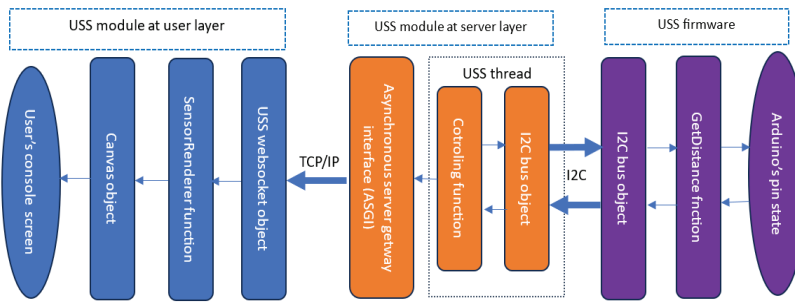 USS module at user layer
USS module at server layer
USS firmware
User's console screen
Canvas object
SensorRenderer function
USS websocket object
TCP/IP
Asynchronous server getway
interface (ASGI)
USS thread
Cotroling function
I2C bus object
I2C
I2C bus object
GetDistance fnction
Arduino's pin state